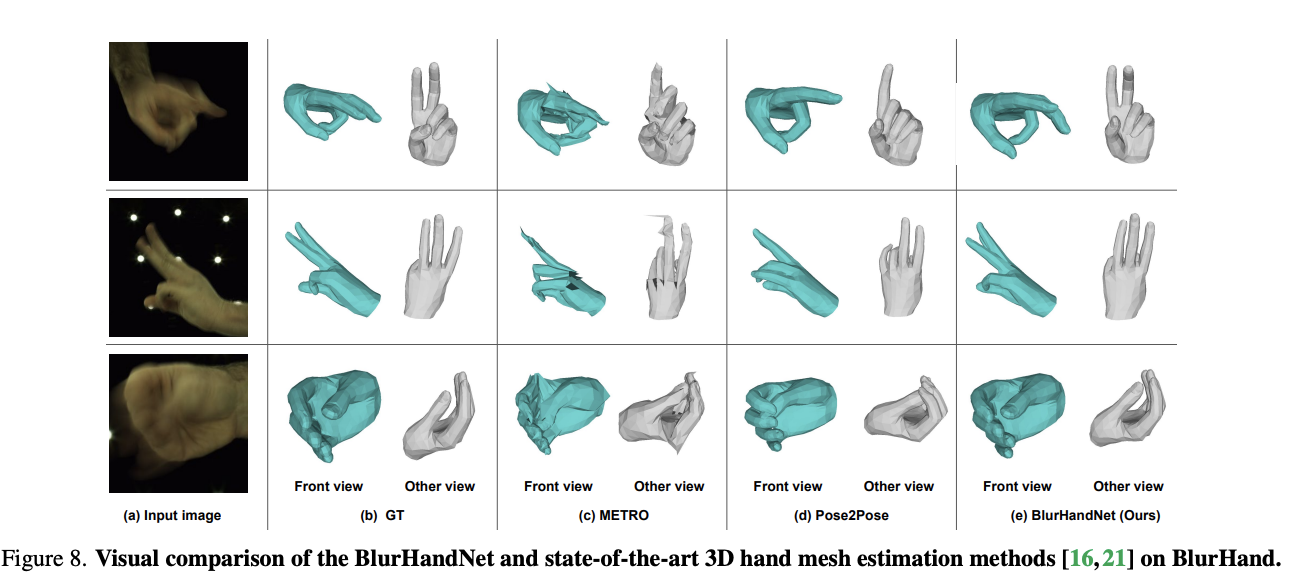 Front view Other view Front view Other view Front view Other view Front view Other view
(a) Input image (b) GT (c) METRO (d) Pose2Pose (e) BlurHandNet (Ours)
Figure 8. Visual comparison of the BlurHandNet and state-of-the-art 3D hand mesh estimation methods [16,21] on BlurHand.